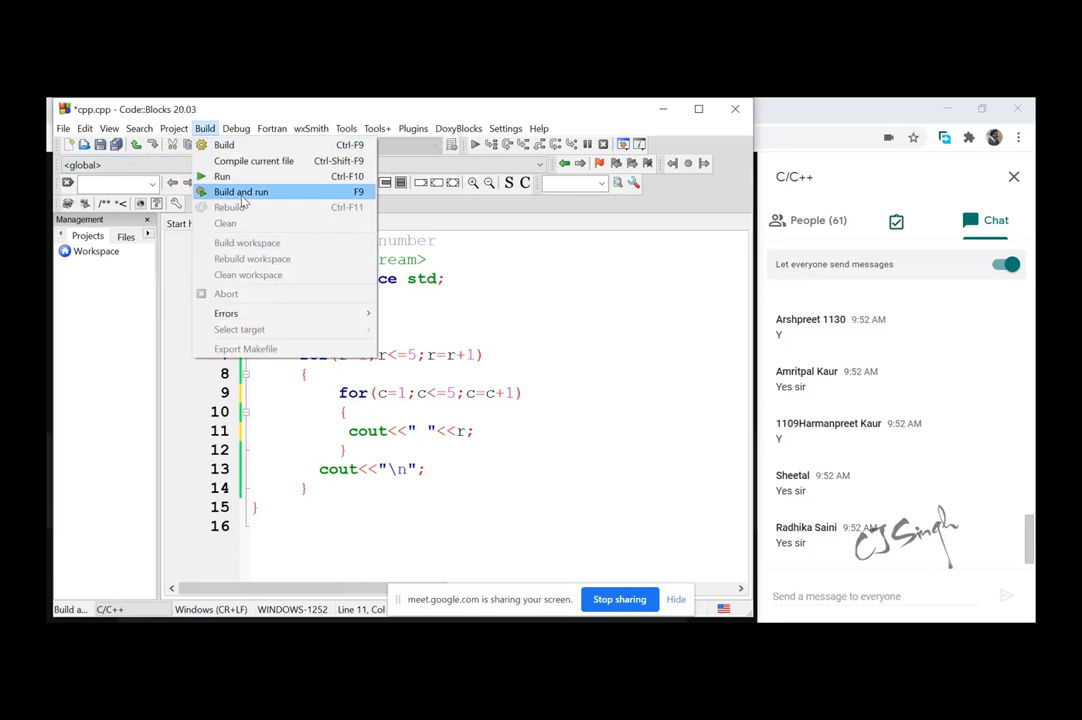 *cpp.cpp - Code::Blocks 20.03
File Edit View Search Project Build Debug Fortran wxSmith Tools Tools+ Plugins DoxyBlocks Settings Help
<global>
Build Ctrl-F9
Compile current file Ctrl-Shift-F9
Run Ctrl-F10
Build and run F9
Rebuild Ctrl-F11
Clean
Build workspace
Rebuild workspace
Clean workspace
Abort
Errors
Select target
Export Makefile
S C
/** *<
Management
Projects Files
Workspace
Start h
number
ream>
ce std;
r<=5;r=r+1)
8 {
9 for(c=1;c<=5;c=c+1)
10 {
11 cout<<" "<<r;
12 }
13 cout<<"\n";
14 }
15 }
16
meet.google.com is sharing your screen. Stop sharing Hide
Build a... C/C++ Windows (CR+LF) WINDOWS-1252 Line 11, Col
C/C++
People (61) Chat
Let everyone send messages
Arshpreet 1130 9:52 AM
Y
Amritpal Kaur 9:52 AM
Yes sir
1109Harmanpreet Kaur 9:52 AM
Y
Sheetal 9:52 AM
Yes sir
Radhika Saini 9:52 AM
Yes sir
CJSingh
Send a message to everyone